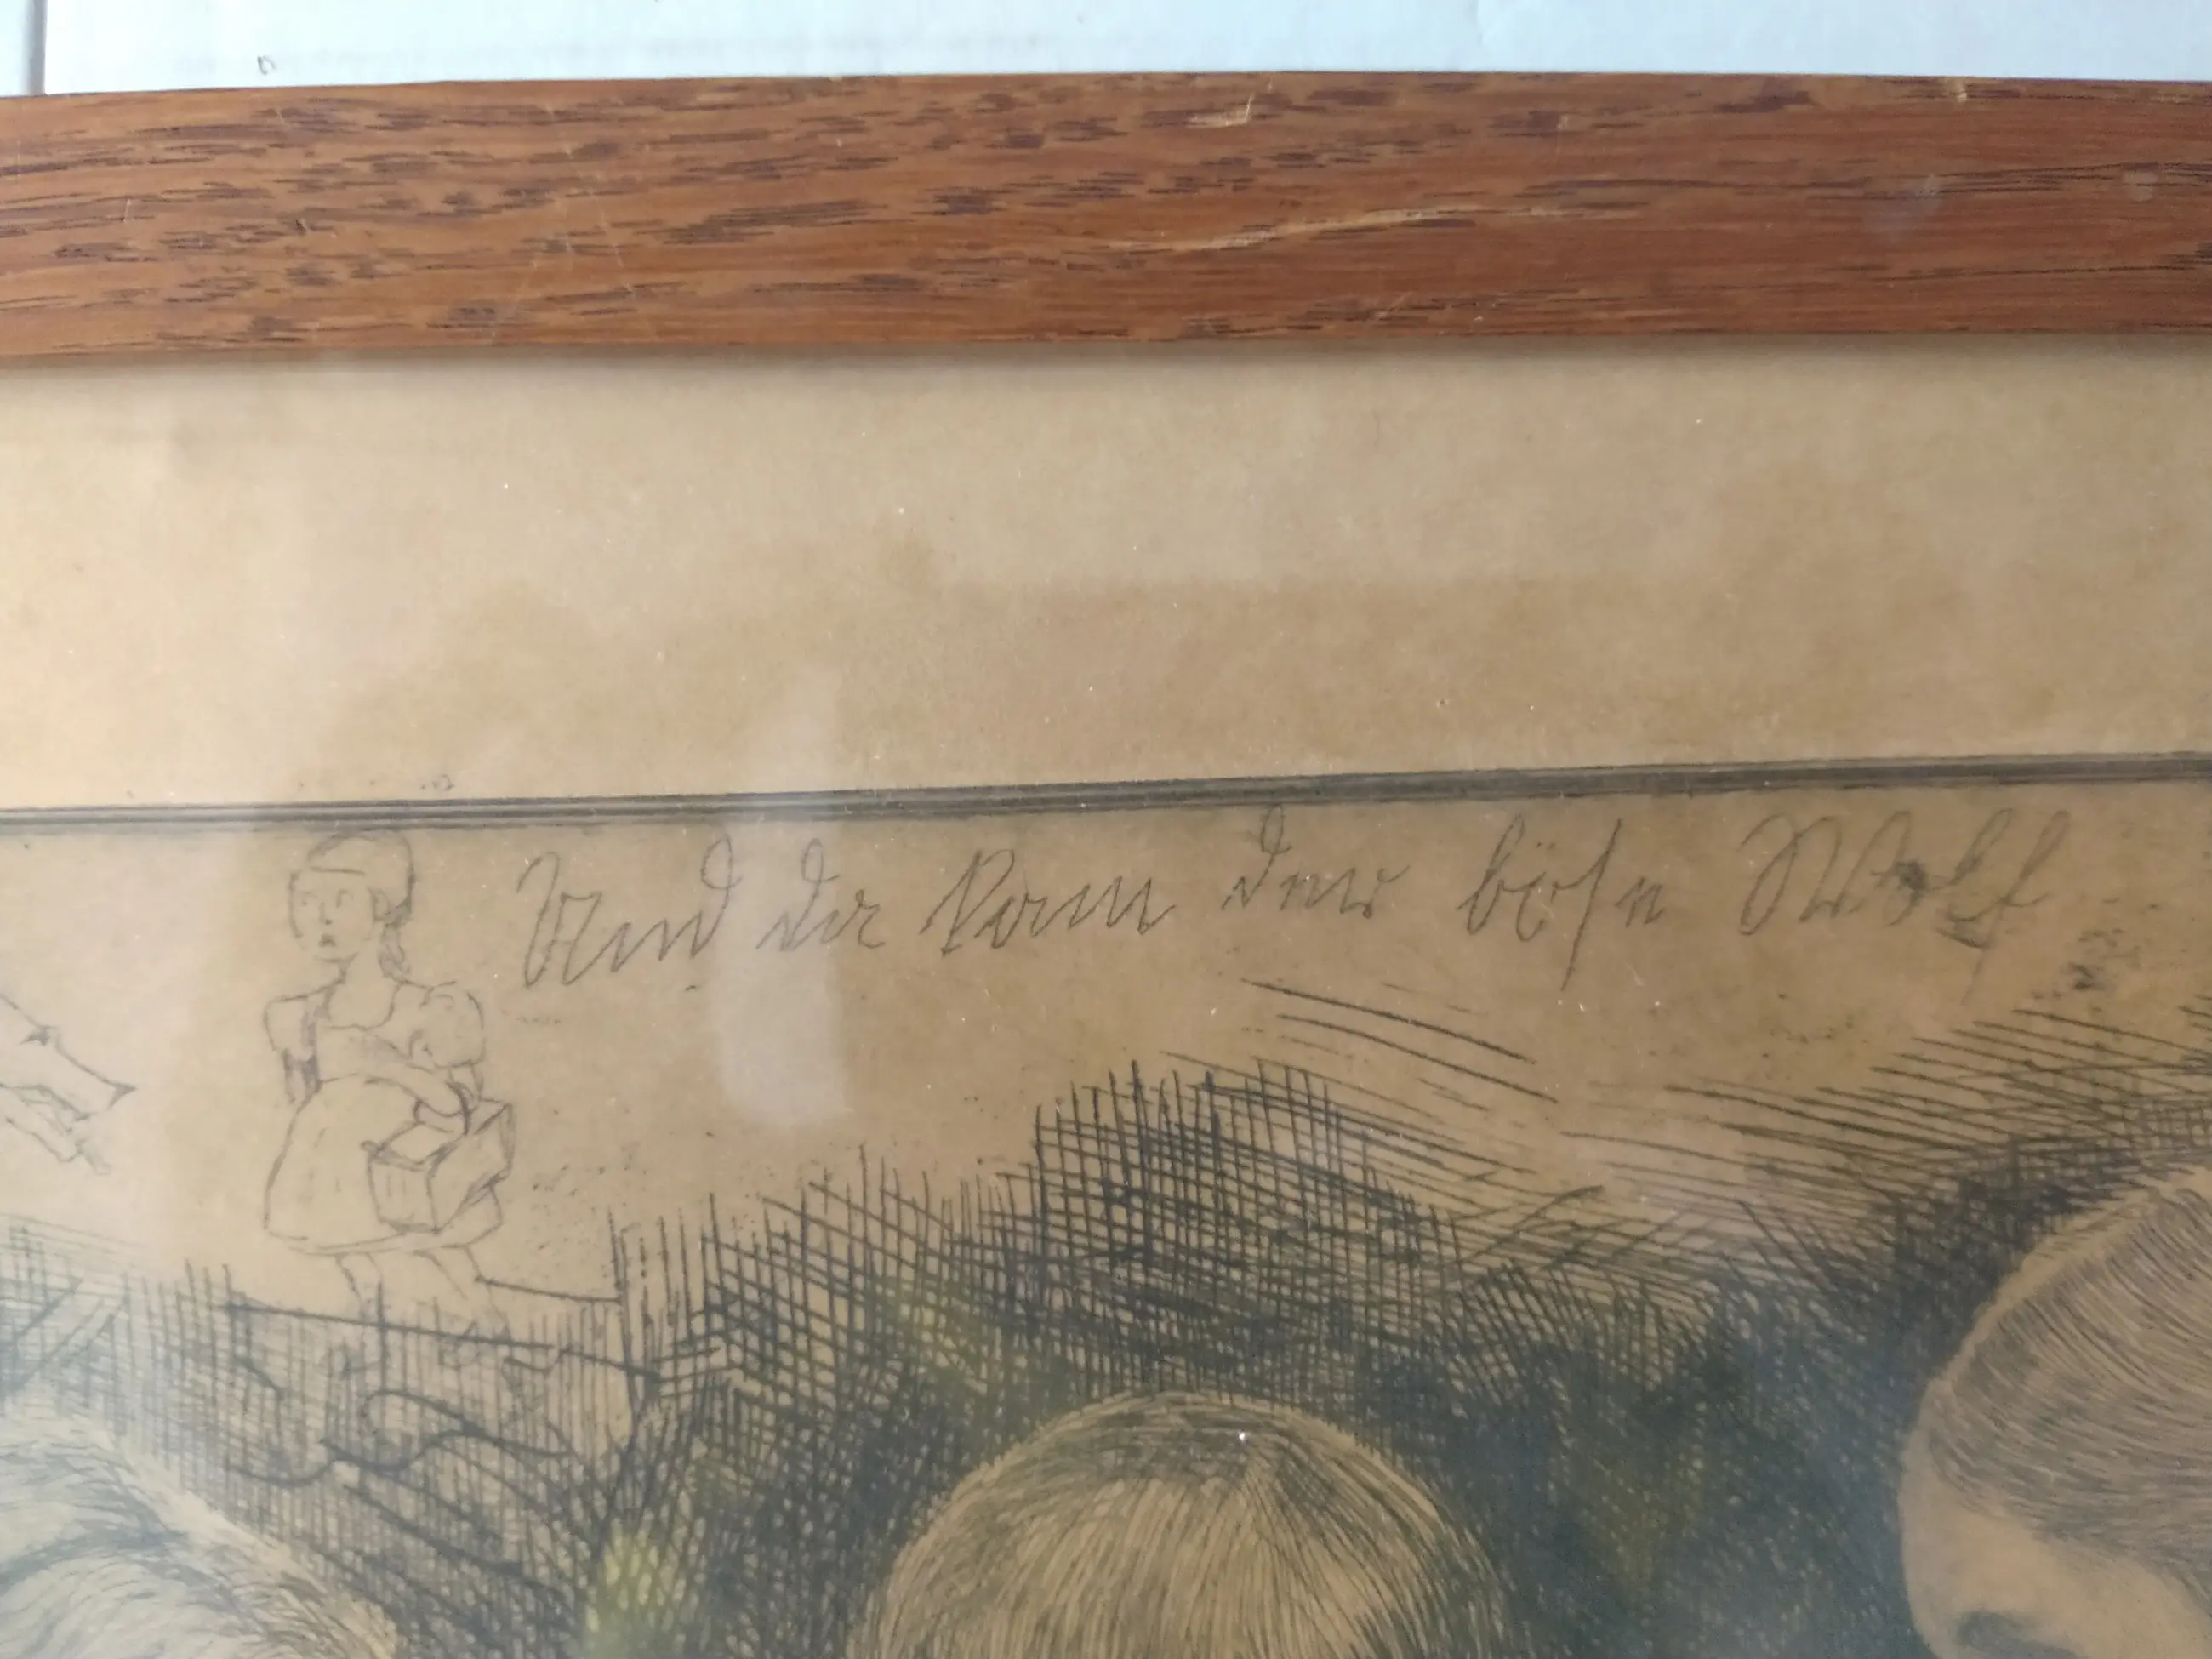 Und da kam der böse Wolf